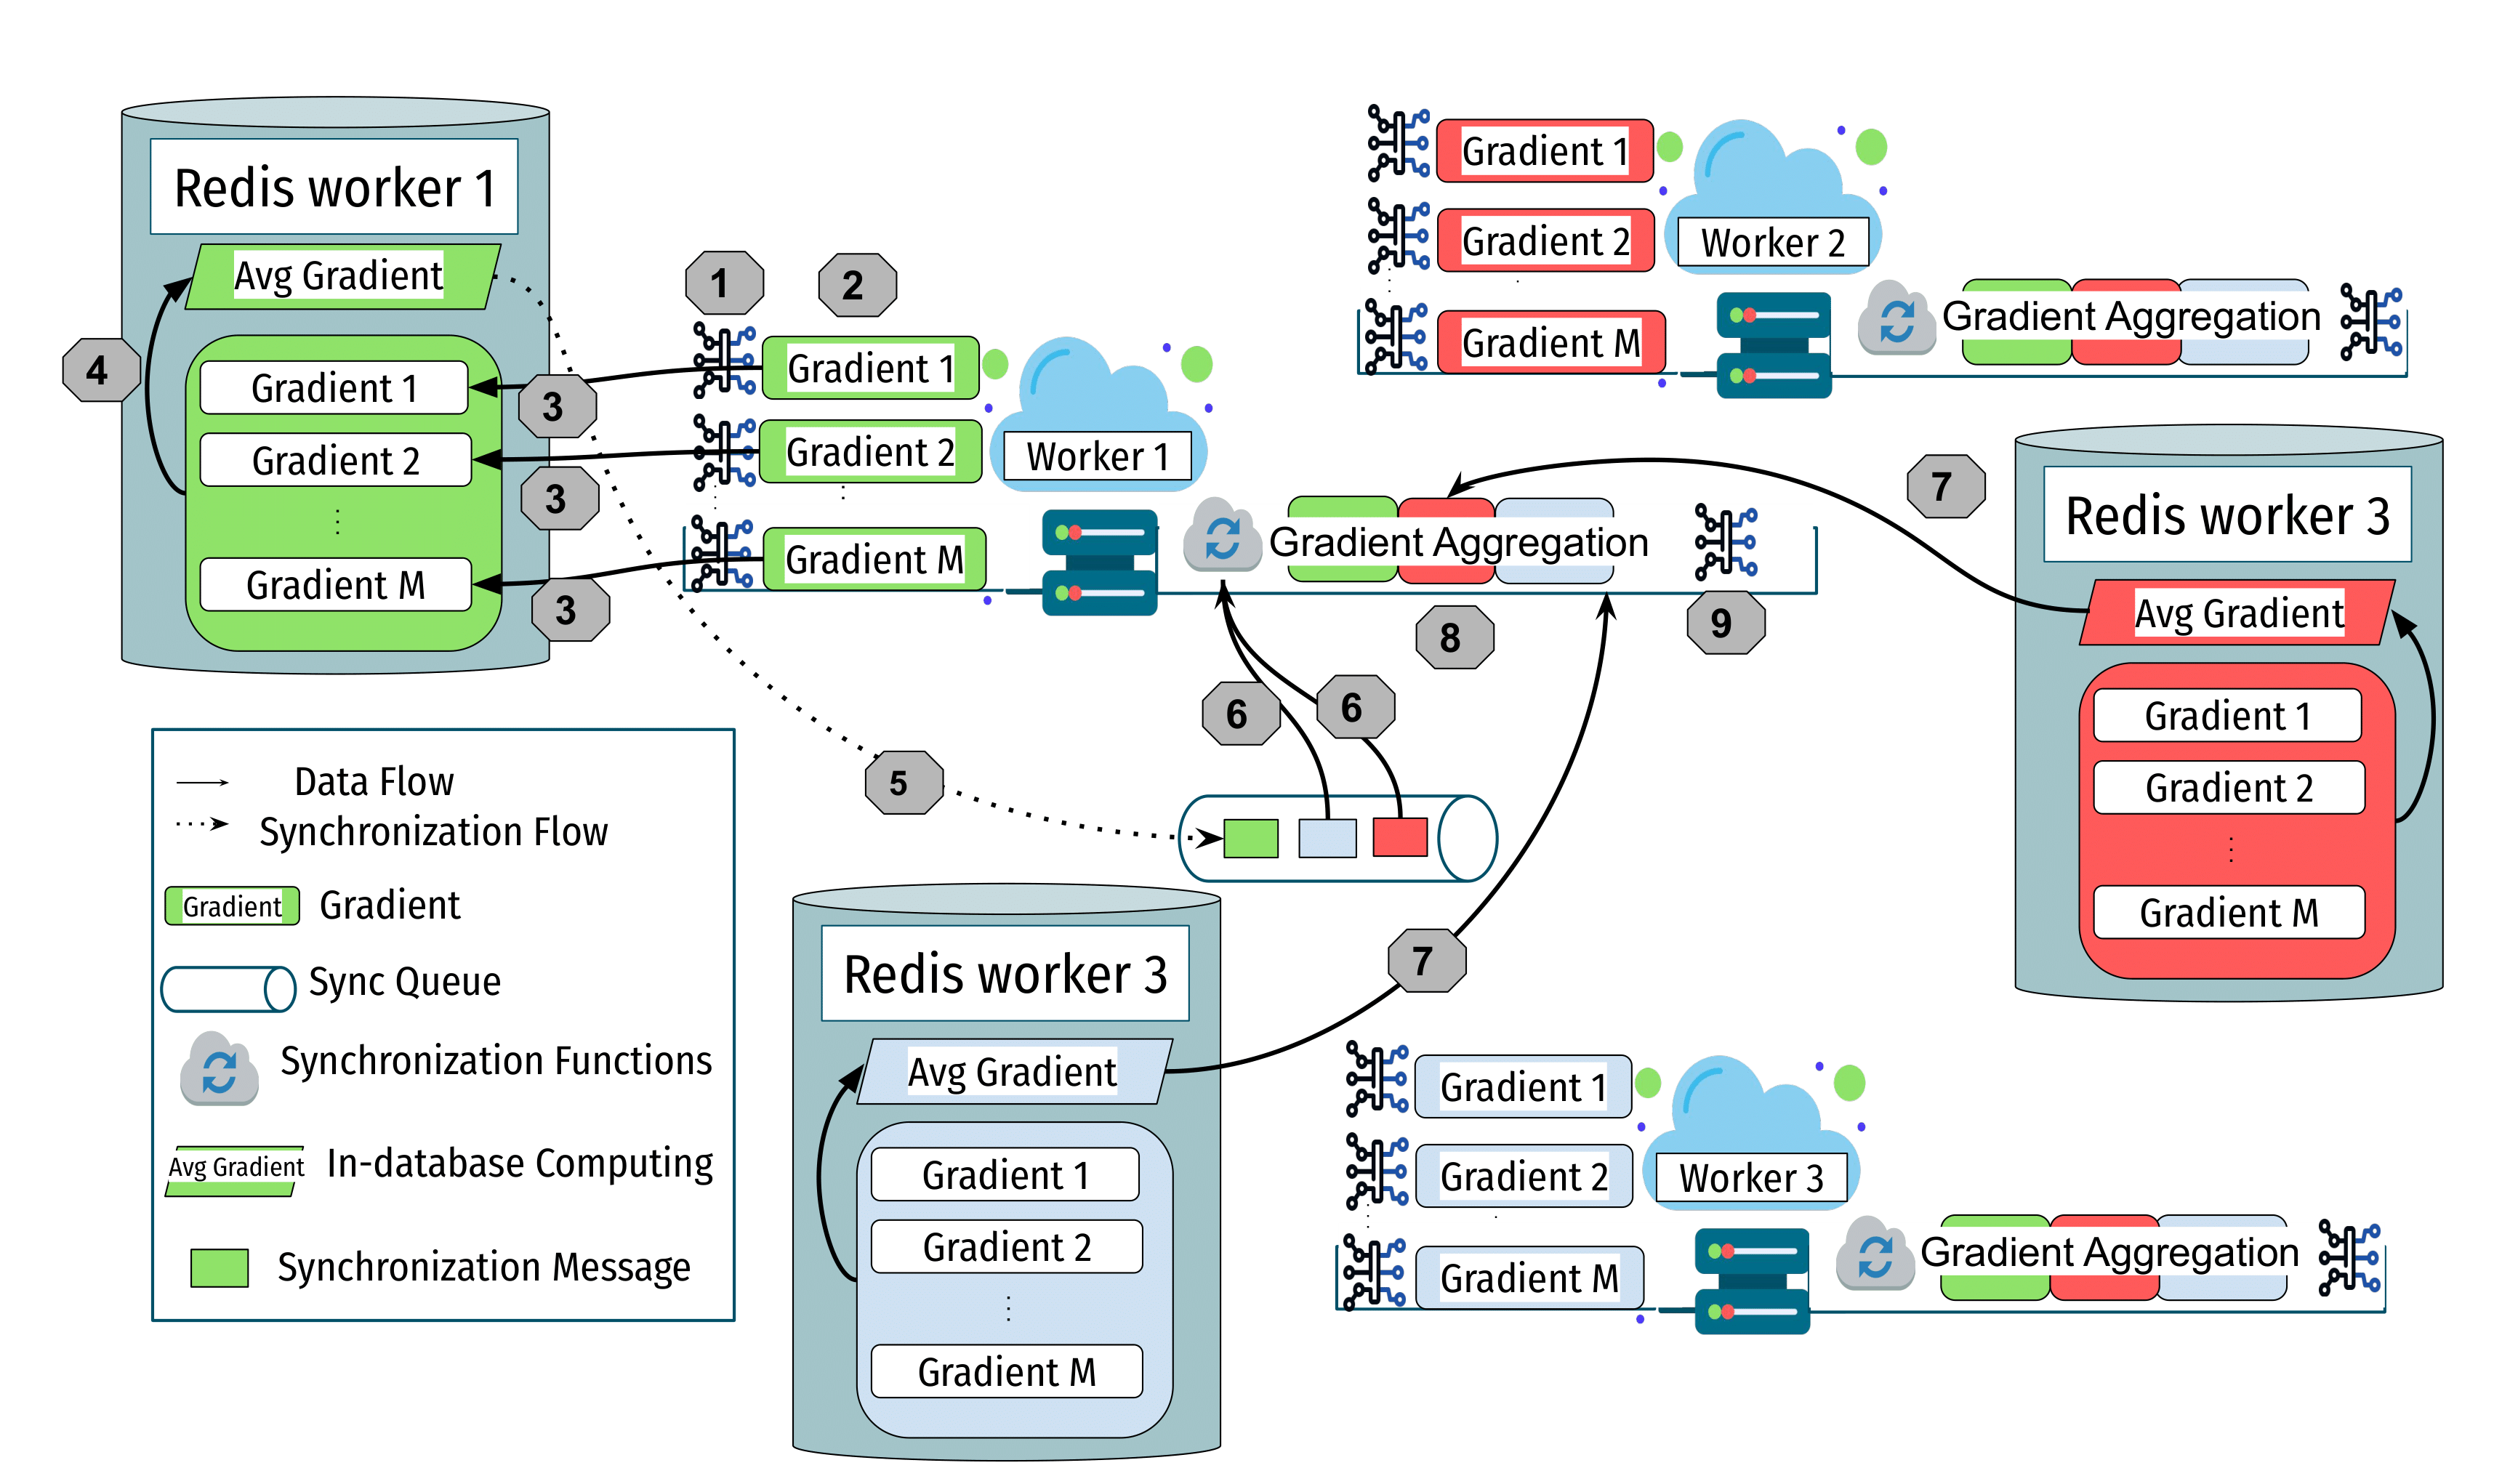 Redis worker 1
Avg Gradient
Gradient 1
Gradient 2
Gradient M
4
3
3
3
1
2
Gradient 1
Gradient 2
Gradient M
Worker 1
Gradient Aggregation
5
6
6
7
8
9
Gradient 1
Gradient 2
Gradient M
Worker 2
Gradient Aggregation
7
Redis worker 3
Avg Gradient
Gradient 1
Gradient 2
Gradient M
Data Flow
Synchronization Flow
Gradient Gradient
Sync Queue
Synchronization Functions
Avg Gradient In-database Computing
Synchronization Message
Redis worker 3
Avg Gradient
Gradient 1
Gradient 2
Gradient M
Gradient 1
Gradient 2
Gradient M
Worker 3
Gradient Aggregation